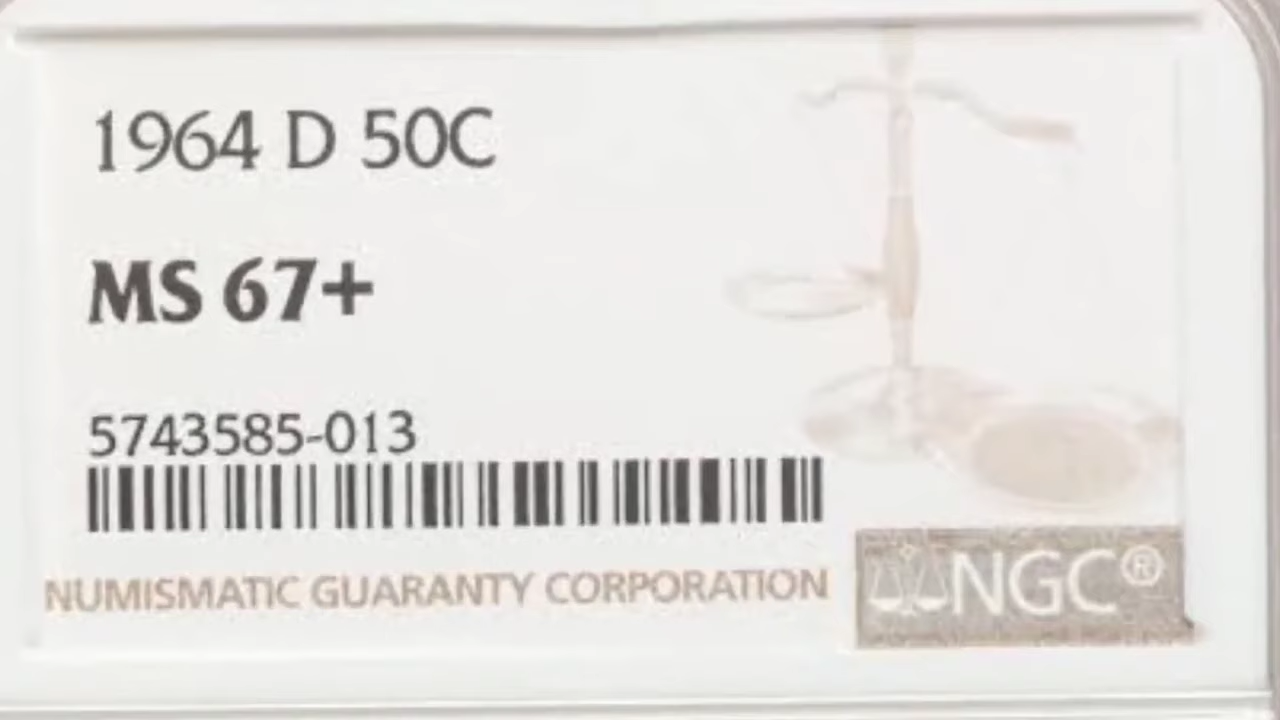 1964 D 50C
MS 67+
5743585-013
NUMISMATIC GUARANTY CORPORATION
NGC®